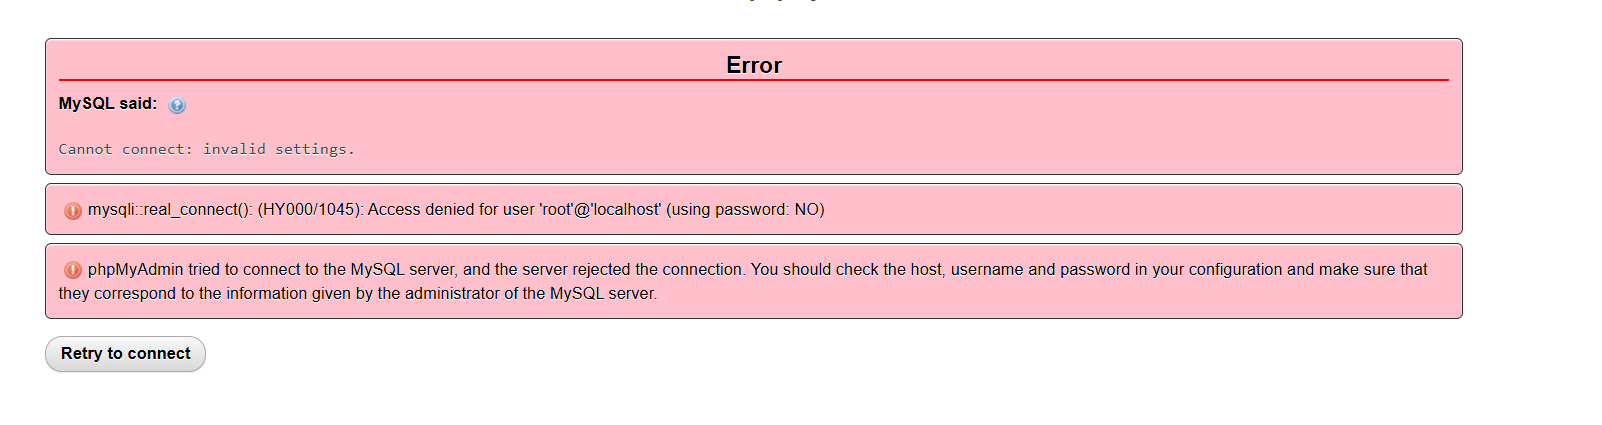 Error
MySQL said:
Cannot connect: invalid settings.
mysqli::real_connect(): (HY000/1045): Access denied for user 'root'@'localhost' (using password: NO)
phpMyAdmin tried to connect to the MySQL server, and the server rejected the connection. You should check the host, username and password in your configuration and make sure that
they correspond to the information given by the administrator of the MySQL server.
Retry to connect